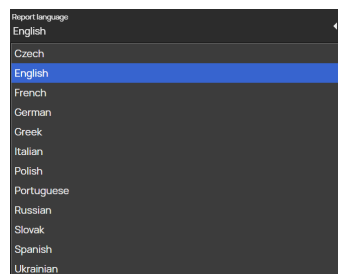 Report language
English
Czech
English
French
German
Greek
Italian
Polish
Portuguese
Russian
Slovak
Spanish
Ukrainian